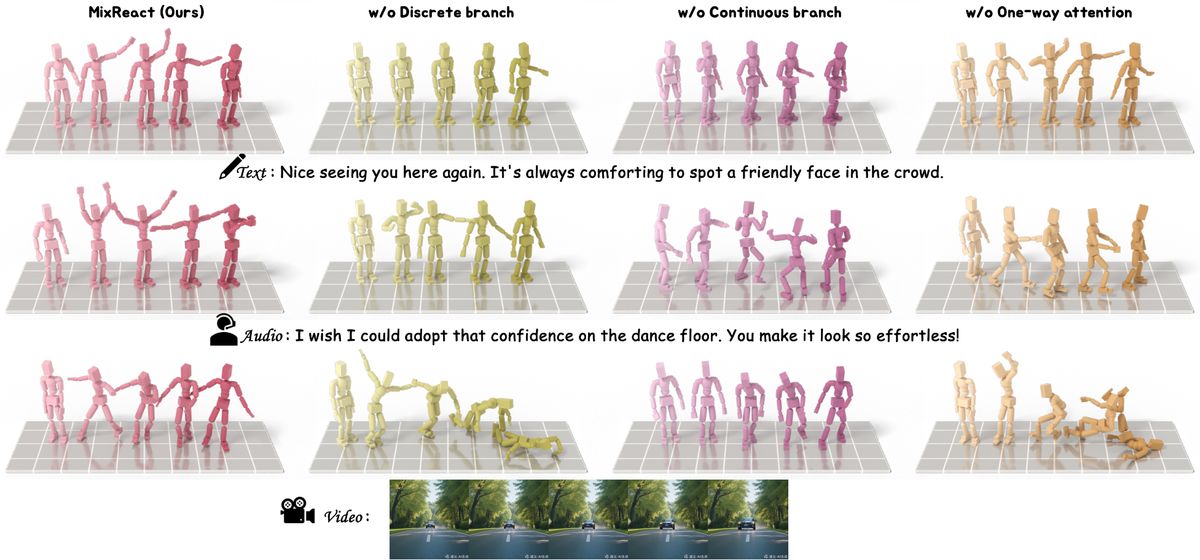 MixReact (Ours)
w/o Discrete branch
w/o Continuous branch
w/o One-way attention
Text : Nice seeing you here again. It's always comforting to spot a friendly face in the crowd.
Audio : I wish I could adopt that confidence on the dance floor. You make it look so effortless!
Video :